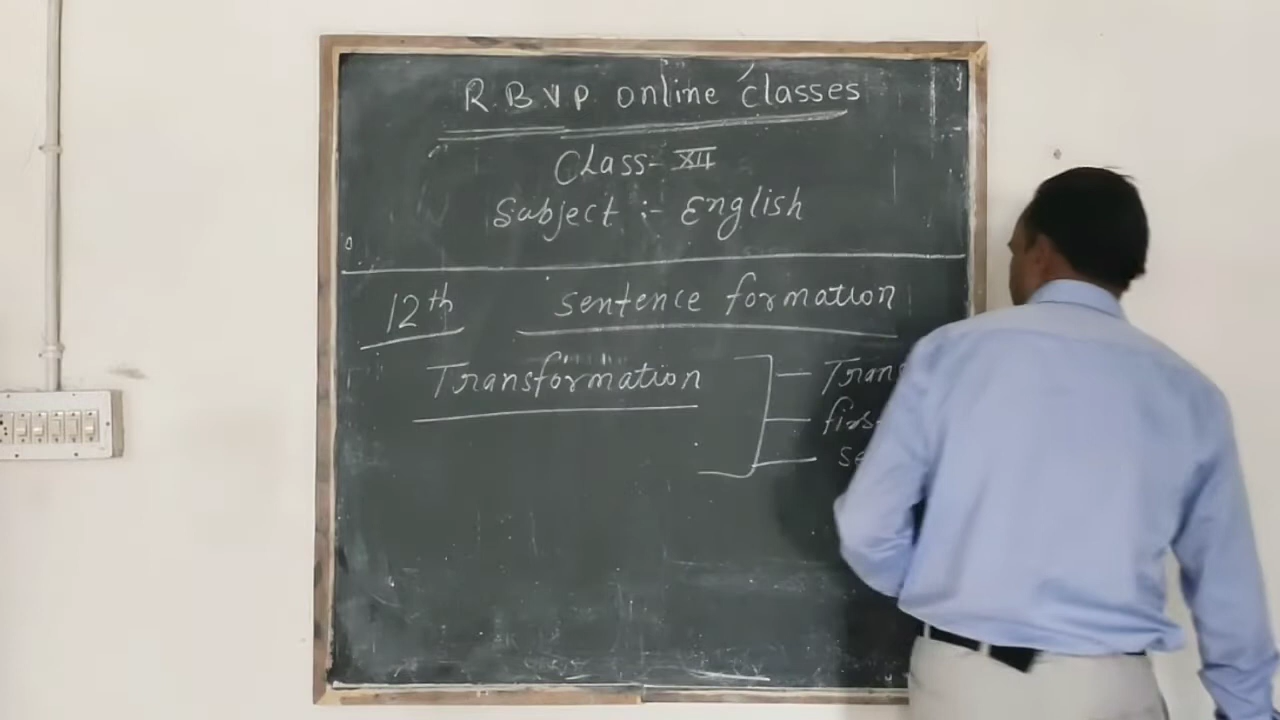 R.B.V.P. online classes
Class- XII
Subject :- English
12th sentence formation
Transformation